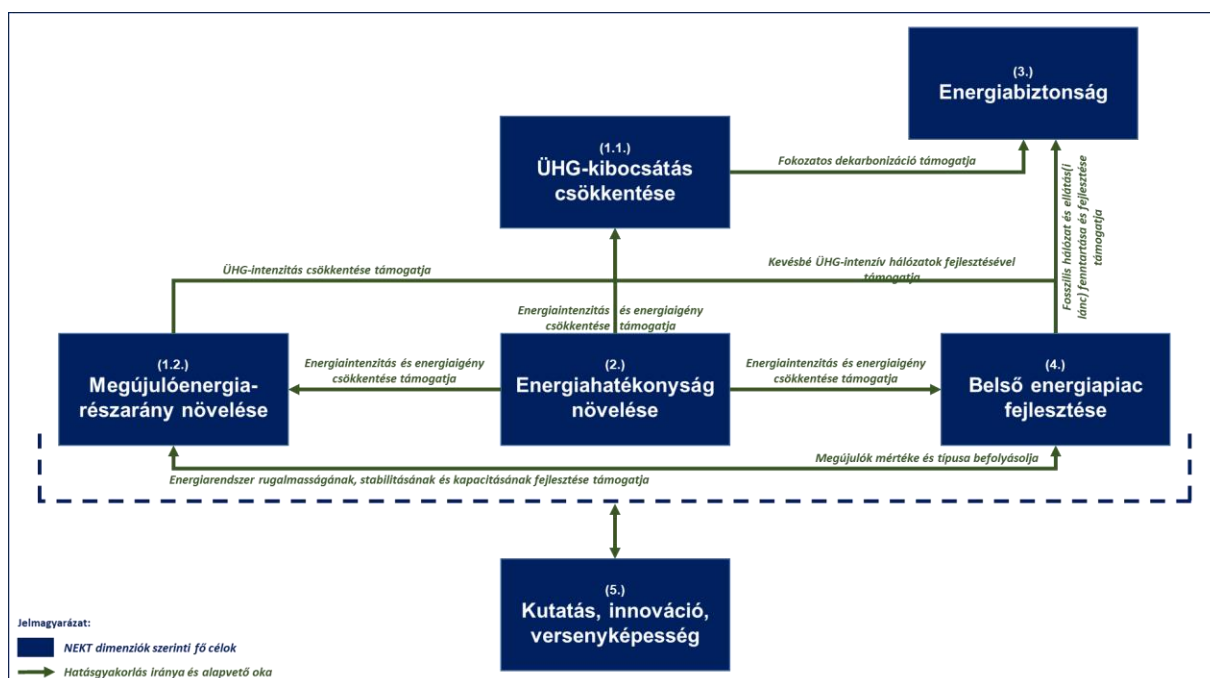 (3.)
Energiabiztonság
(1.1.)
ÜHG-kibocsátás
csökkentése
Fokozatos dekarbonizáció támogatja
Fosszilis hálózat és ellátás(i
lánc) fenntartása és fejlesztése
támogatja
ÜHG-intenzitás csökkentése támogatja
Kevésbé ÜHG-intenzív hálózatok fejlesztésével
támogatja
Energiaintenzitás és energiaigény
csökkentése támogatja
(1.2.)
Megújulóenergia-
részarány növelése
Energiaintenzitás és energiaigény
csökkentése támogatja
(2.)
Energiahatékonyság
növelése
Energiaintenzitás és energiaigény
csökkentése támogatja
(4.)
Belső energiapiac
fejlesztése
Megújulók mértéke és típusa befolyásolja
Energiarendszer rugalmasságának, stabilitásának és kapacitásának fejlesztése támogatja
(5.)
Kutatás, innováció,
versenyképesség
Jelmagyarázat:
NEKT dimenziók szerinti fő célok
Hatásgyakorlás iránya és alapvető oka